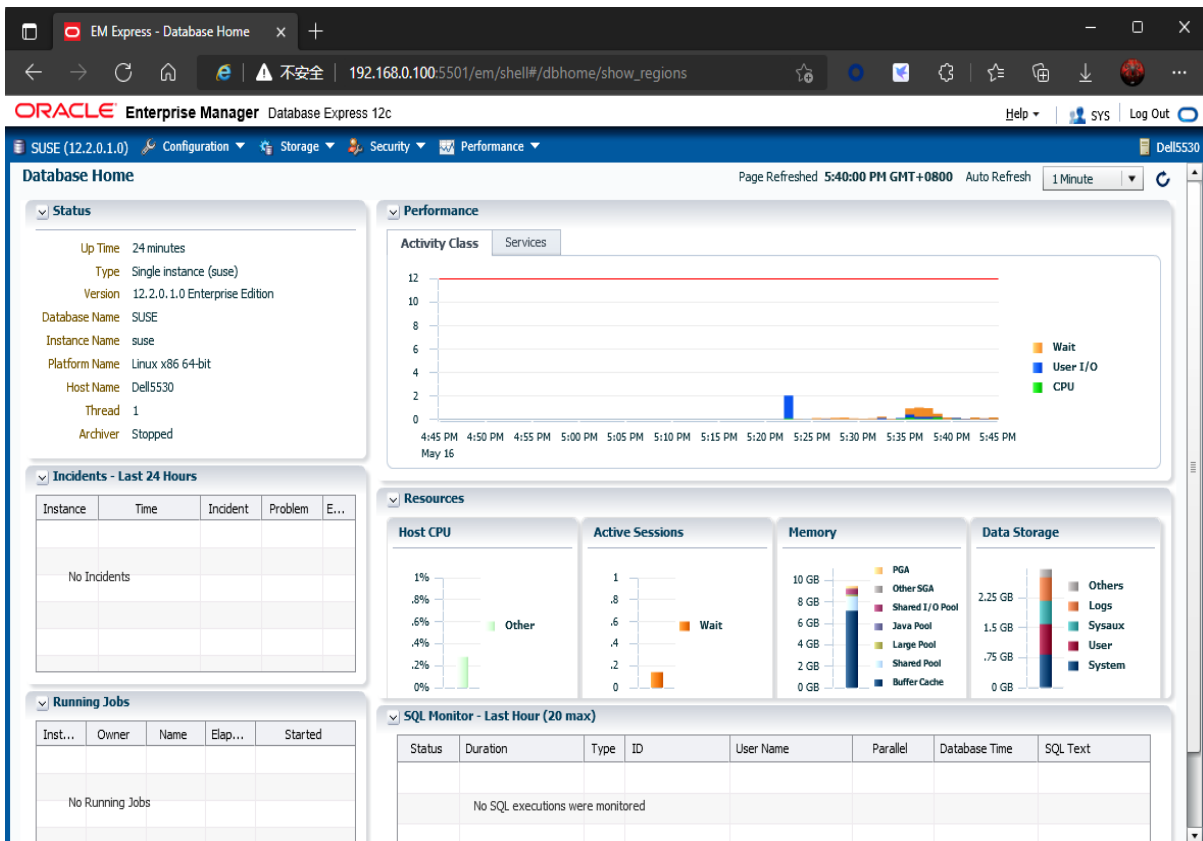 EM Express - Database Home
不安全 192.168.0.100:5501/em/shell#/dbhome/show_regions
ORACLE Enterprise Manager Database Express 12c
Help SYS Log Out
SUSE (12.2.0.1.0) Configuration Storage Security Performance Dell5530
Database Home
Page Refreshed 5:40:00 PM GMT+0800 Auto Refresh 1 Minute
Status
Up Time 24 minutes
Type Single instance (suse)
Version 12.2.0.1.0 Enterprise Edition
Database Name SUSE
Instance Name suse
Platform Name Linux x86 64-bit
Host Name Dell5530
Thread 1
Archiver Stopped
Performance
Activity Class Services
12
10
8
6
4
2
0
4:45 PM 4:50 PM 4:55 PM 5:00 PM 5:05 PM 5:10 PM 5:15 PM 5:20 PM 5:25 PM 5:30 PM 5:35 PM 5:40 PM 5:45 PM
May 16
Wait
User I/O
CPU
Incidents - Last 24 Hours
Instance Time Incident Problem E...
No Incidents
Resources
Host CPU
1%
.8%
.6%
.4%
.2%
0%
Other
Active Sessions
1
.8
.6
.4
.2
0
Wait
Memory
10 GB
8 GB
6 GB
4 GB
2 GB
0 GB
PGA
Other SGA
Shared I/O Pool
Java Pool
Large Pool
Shared Pool
Buffer Cache
Data Storage
2.25 GB
1.5 GB
.75 GB
0 GB
Others
Logs
Sysaux
User
System
Running Jobs
Inst... Owner Name Elap... Started
No Running Jobs
SQL Monitor - Last Hour (20 max)
Status Duration Type ID User Name Parallel Database Time SQL Text
No SQL executions were monitored